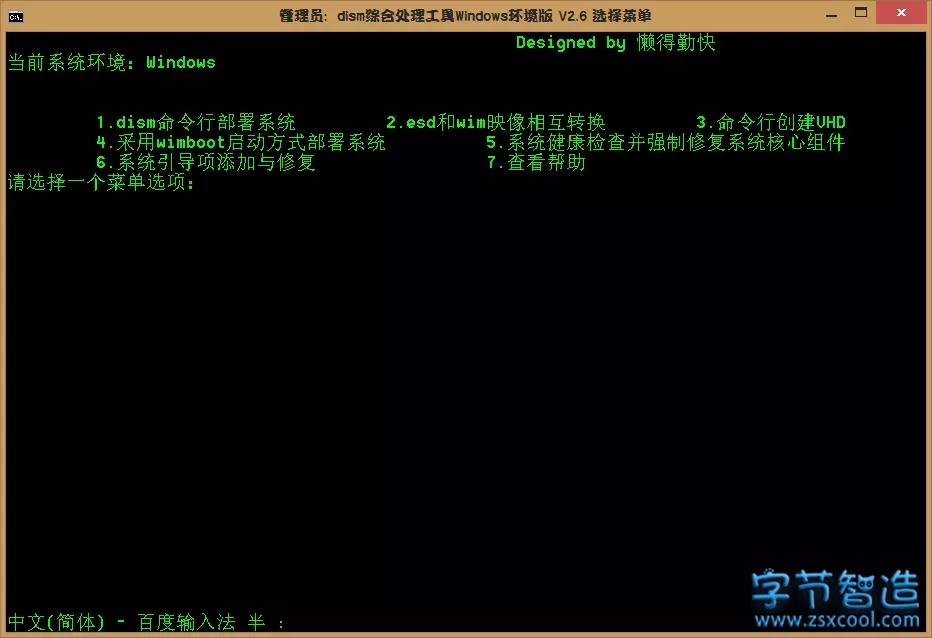 管理员: dism综合处理工具Windows环境版 V2.6 选择菜单
Designed by 懒得勤快
当前系统环境: Windows
1.dism命令行部署系统 2.esd和wim映像相互转换 3.命令行创建VHD
4.采用wimboot启动方式部署系统 5.系统健康检查并强制修复系统核心组件
6.系统引导项添加与修复 7.查看帮助
请选择一个菜单选项:
字节智造
www.zsxcool.com
中文(简体) - 百度输入法 半 :